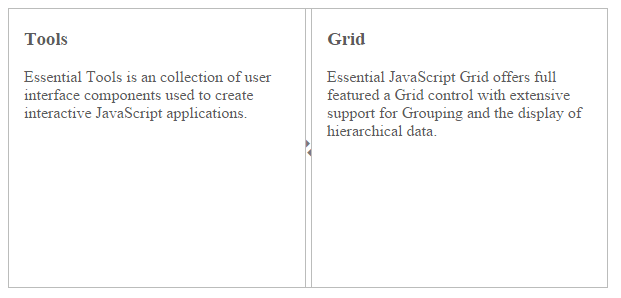 Tools
Essential Tools is an collection of user
interface components used to create
interactive JavaScript applications.
Grid
Essential JavaScript Grid offers full
featured a Grid control with extensive
support for Grouping and the display of
hierarchical data.